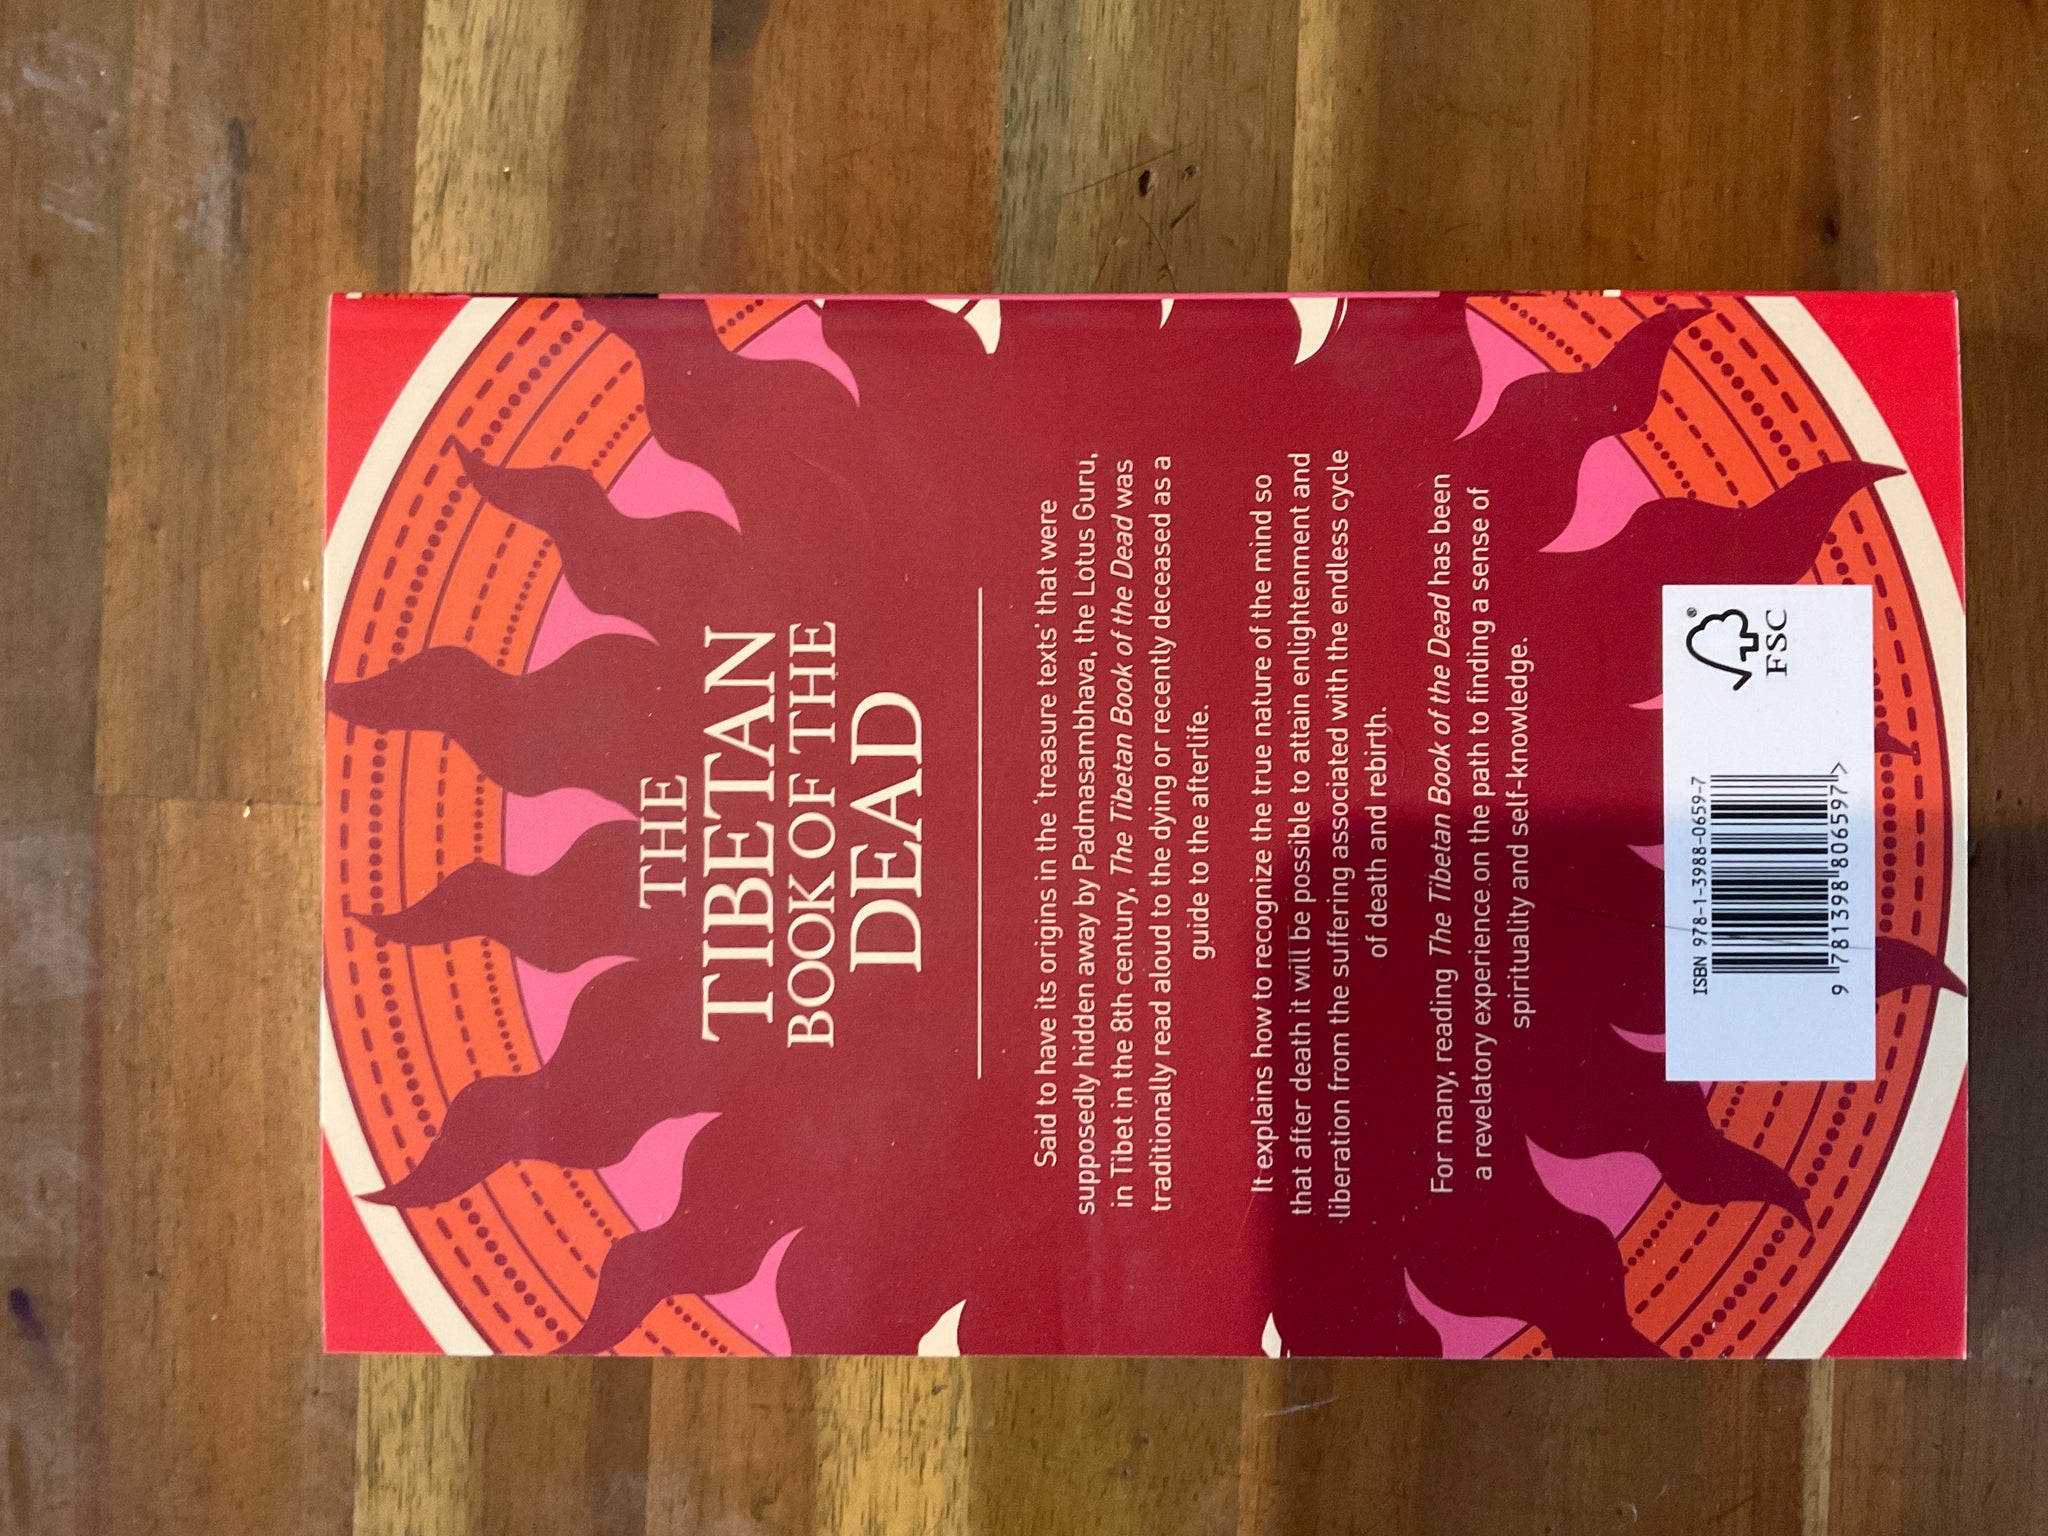 THE
TIBETAN
BOOK OF THE
DEAD
Said to have its origins in the 'treasure texts' that were
supposedly hidden away by Padmasambhava, the Lotus Guru,
in Tibet in the 8th century, The Tibetan Book of the Dead was
traditionally read aloud to the dying or recently deceased as a
guide to the afterlife.
It explains how to recognize the true nature of the mind so
that after death it will be possible to attain enlightenment and
liberation from the suffering associated with the endless cycle
of death and rebirth.
For many, reading The Tibetan Book of the Dead has been
a revelatory experience on the path to finding a sense of
spirituality and self-knowledge.
ISBN 978-1-3988-0659-7
9 781398 806597 >
®
FSC